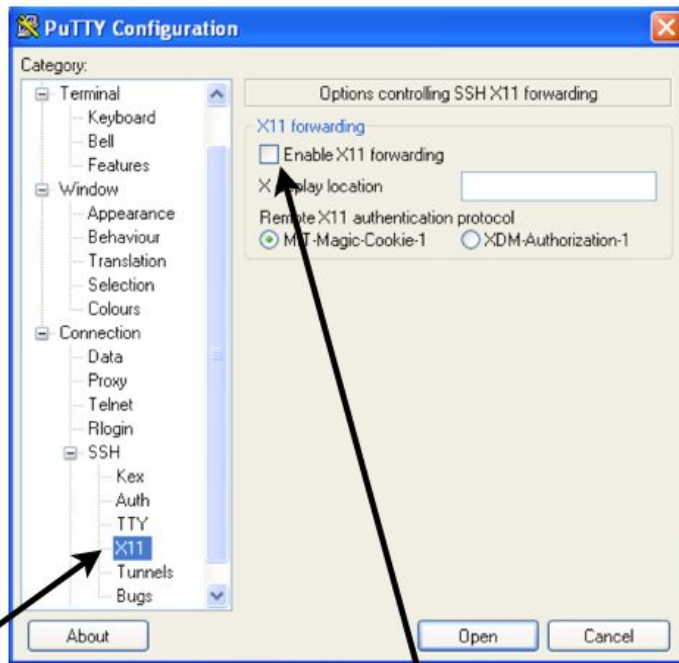 PuTTY Configuration
Category:
Terminal
Keyboard
Bell
Features
Window
Appearance
Behaviour
Translation
Selection
Colours
Connection
Data
Proxy
Telnet
Rlogin
SSH
Kex
Auth
TTY
X11
Tunnels
Bugs
Options controlling SSH X11 forwarding
X11 forwarding
Enable X11 forwarding
X display location
Remote X11 authentication protocol
MIT-Magic-Cookie-1 XDM-Authorization-1
About Open Cancel